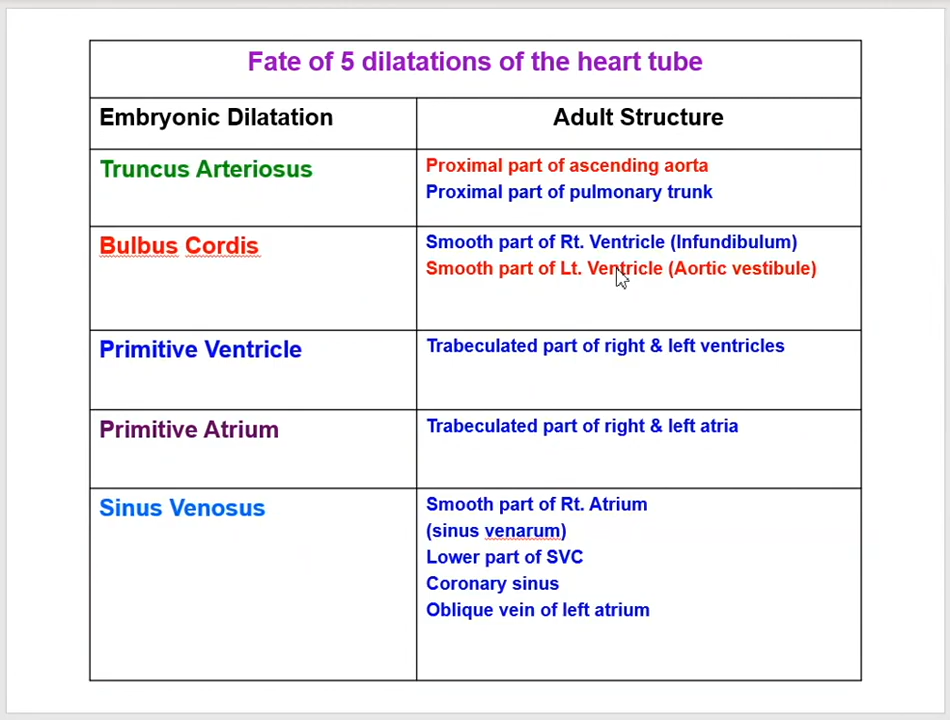 Fate of 5 dilatations of the heart tube
Embryonic Dilatation
Adult Structure
Truncus Arteriosus
Proximal part of ascending aorta
Proximal part of pulmonary trunk
Bulbus Cordis
Smooth part of Rt. Ventricle (Infundibulum)
Smooth part of Lt. Ventricle (Aortic vestibule)
Primitive Ventricle
Trabeculated part of right & left ventricles
Primitive Atrium
Trabeculated part of right & left atria
Sinus Venosus
Smooth part of Rt. Atrium
(sinus venarum)
Lower part of SVC
Coronary sinus
Oblique vein of left atrium